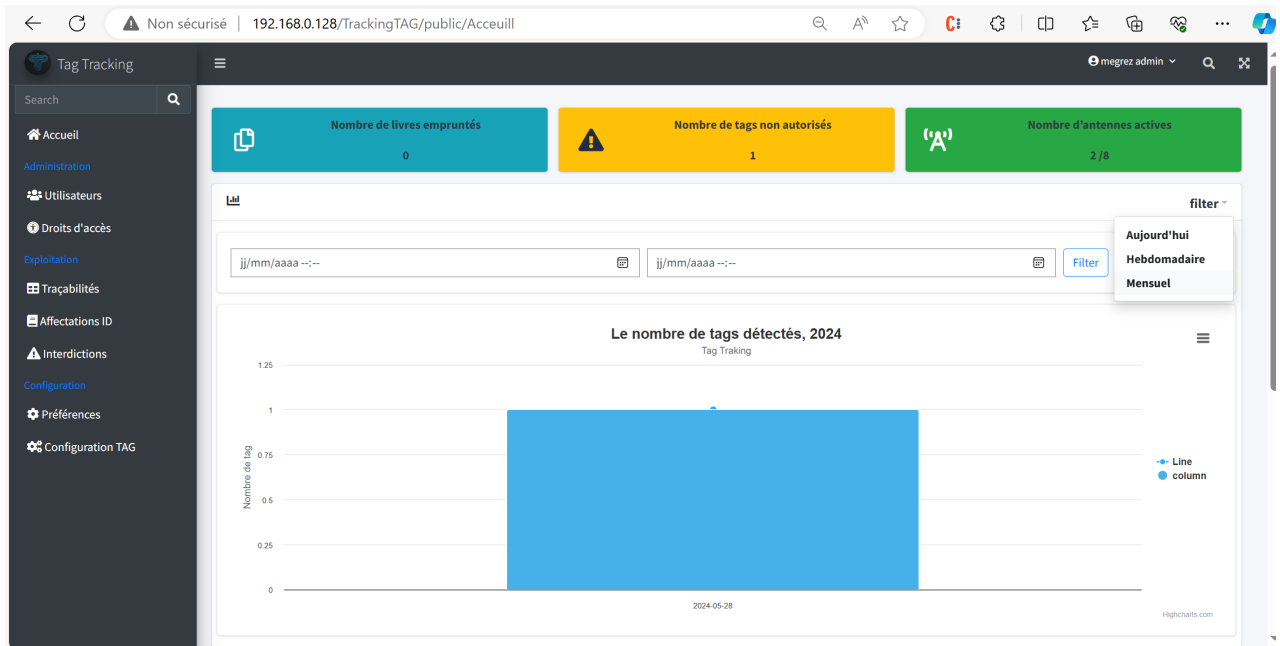 Non sécurisé | 192.168.0.128/TrackingTAG/public/Acceuill
Tag Tracking
megrez admin
Search
Accueil
Administration
Utilisateurs
Droits d'accès
Exploitation
Traçabilités
Affectations ID
Interdictions
Configuration
Préférences
Configuration TAG
Nombre de livres empruntés
0
Nombre de tags non autorisés
1
Nombre d'antennes actives
2 /8
filter
Aujourd'hui
Hebdomadaire
Mensuel
jj/mm/aaaa --:--
jj/mm/aaaa --:--
Filter
Le nombre de tags détectés, 2024
Tag Traking
Nombre de tag
1.25
1
0.75
0.5
0.25
0
2024-05-28
Line
column
Highcharts.com